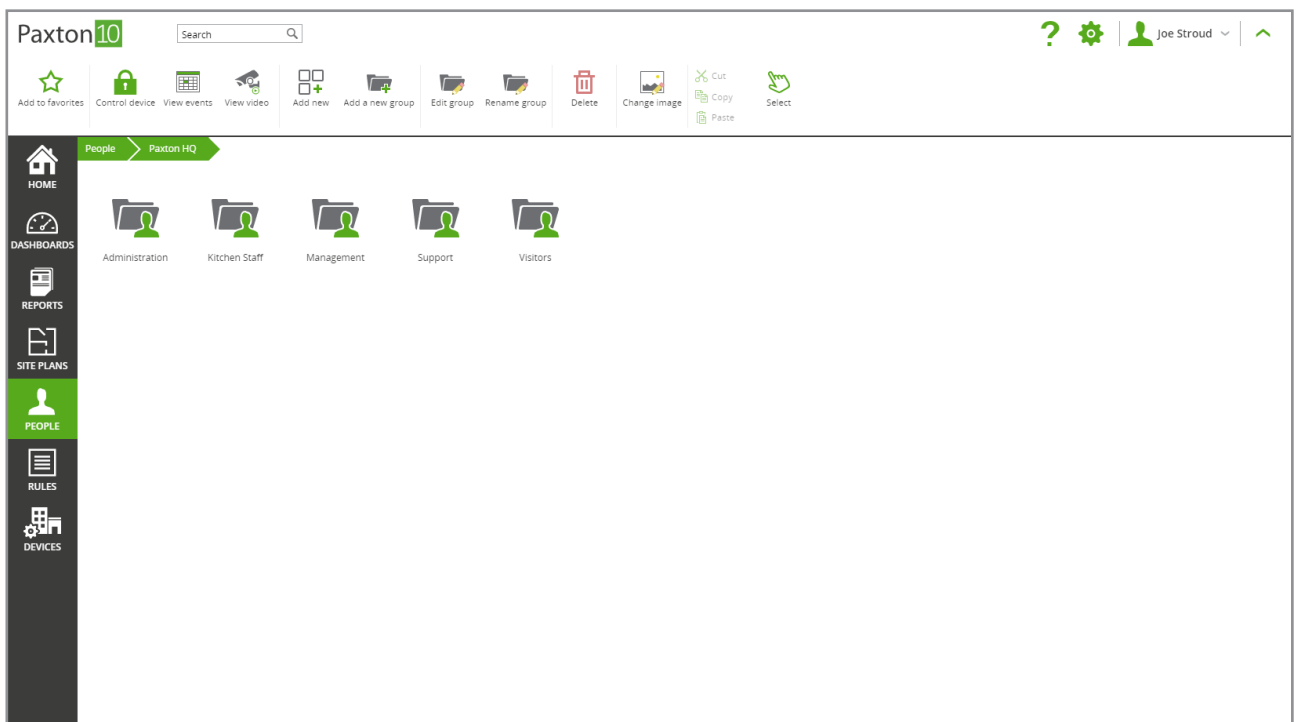 Paxton 10
Search
Joe Stroud
Add to favorites
Control device
View events
View video
Add new
Add a new group
Edit group
Rename group
Delete
Change image
Cut
Copy
Paste
Select
People
Paxton HQ
HOME
DASHBOARDS
REPORTS
SITE PLANS
PEOPLE
RULES
DEVICES
Administration
Kitchen Staff
Management
Support
Visitors